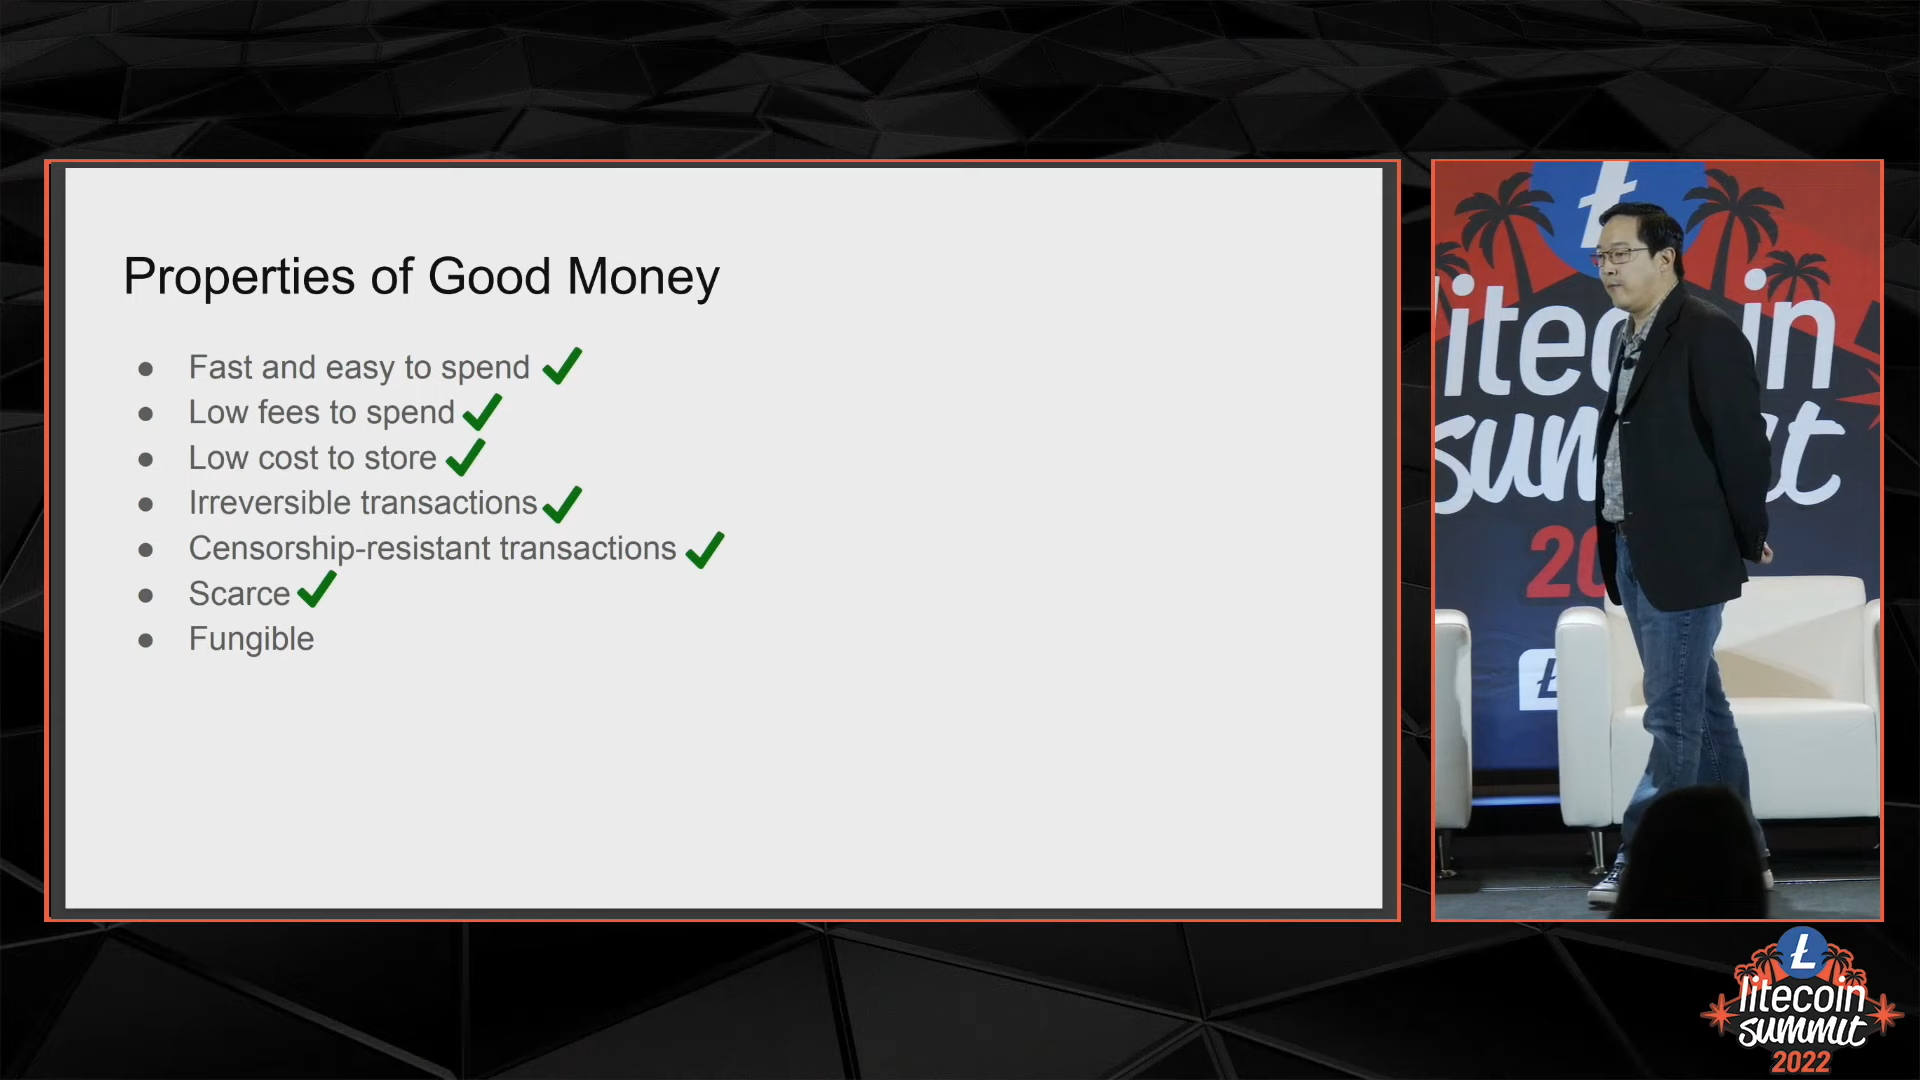 Properties of Good Money
● Fast and easy to spend ✔
● Low fees to spend ✔
● Low cost to store ✔
● Irreversible transactions ✔
● Censorship-resistant transactions ✔
● Scarce ✔
● Fungible
litecoin
summit
2022